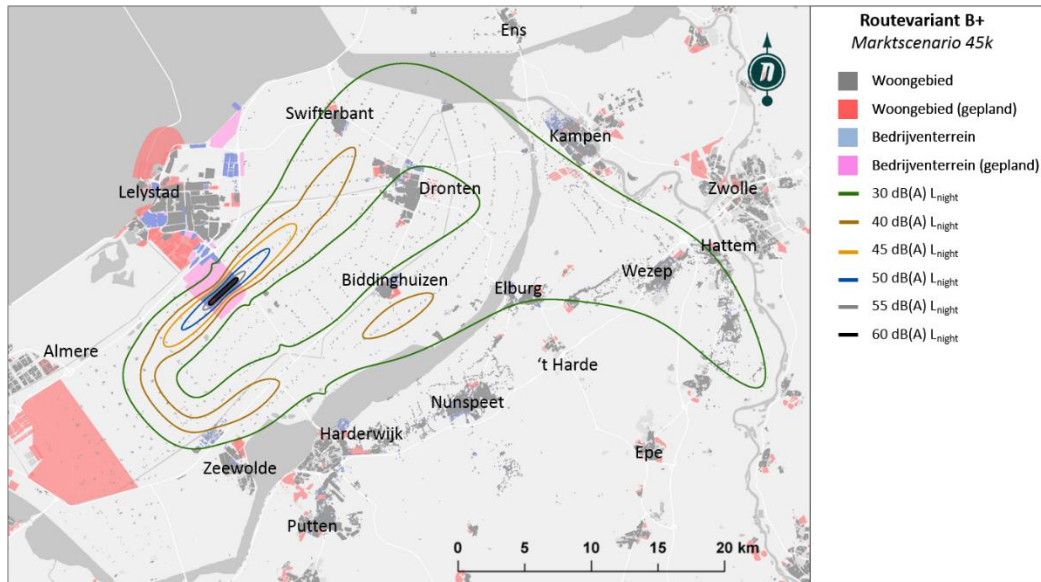 Ens
Swifterbant
Kampen
Lelystad
Dronten
Zwolle
Hattem
Wezep
Biddinghuizen
Elburg
Almere
't Harde
Nunspeet
Harderwijk
Epe
Zeewolde
Putten
0 5 10 15 20 km
N
Routevariant B+
Marktscenario 45k
Woongebied
Woongebied (gepland)
Bedrijventerrein
Bedrijventerrein (gepland)
30 dB(A) Lnight
40 dB(A) Lnight
45 dB(A) Lnight
50 dB(A) Lnight
55 dB(A) Lnight
60 dB(A) Lnight